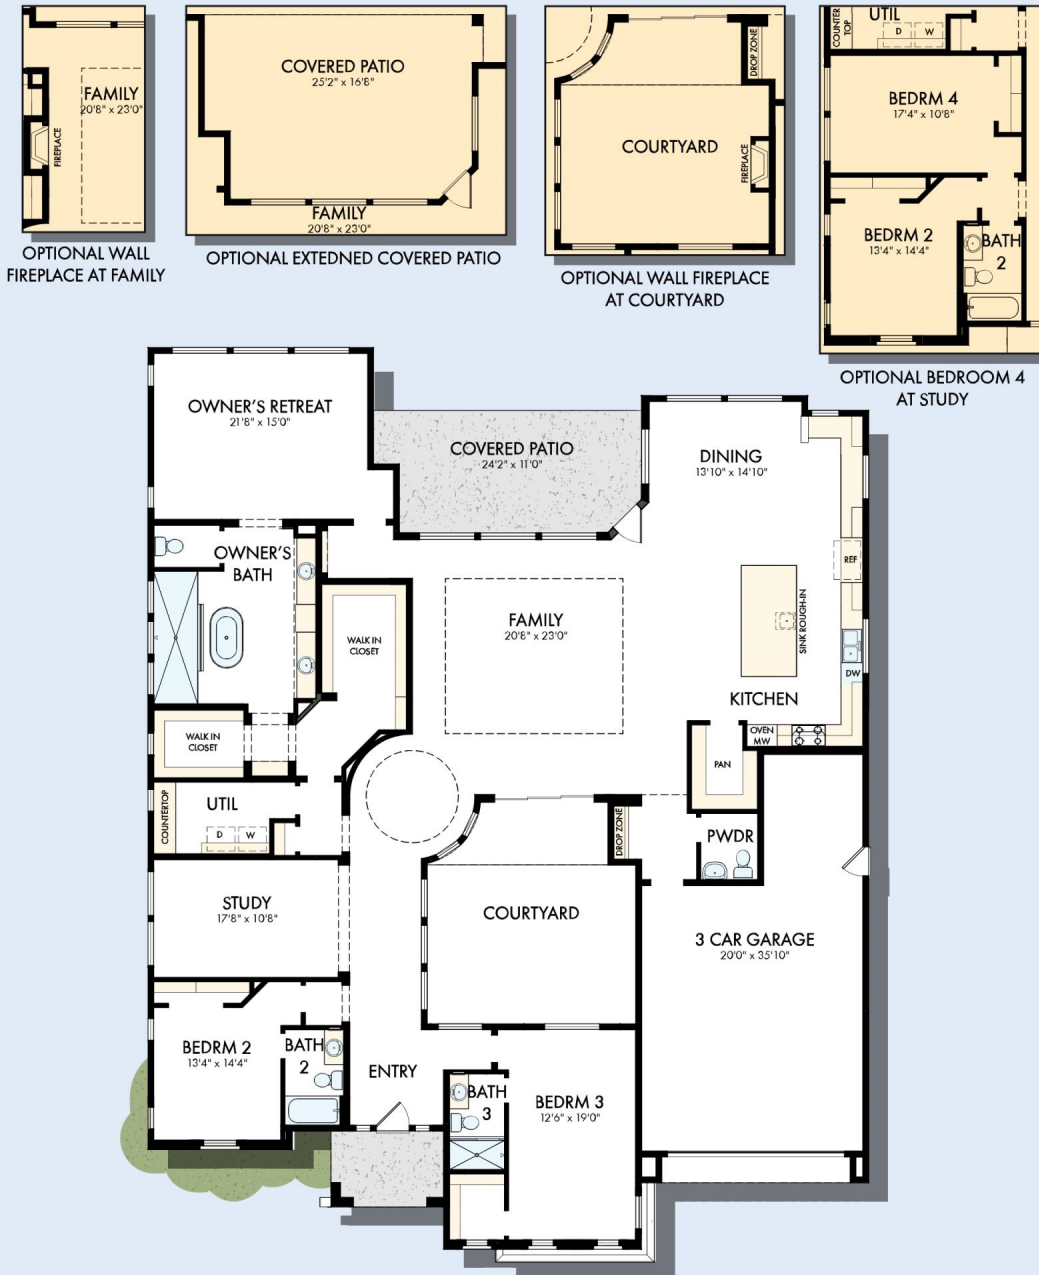 FAMILY
20'8" x 23'0"
FIREPLACE
OPTIONAL WALL
FIREPLACE AT FAMILY
COVERED PATIO
25'2" x 16'8"
FAMILY
20'8" x 23'0"
OPTIONAL EXTEDNED COVERED PATIO
DROP ZONE
COURTYARD
FIREPLACE
OPTIONAL WALL FIREPLACE
AT COURTYARD
COUNTER
TOP
UTIL
D
W
BEDRM 4
17'4" x 10'8"
BEDRM 2
13'4" x 14'4"
BATH
2
OPTIONAL BEDROOM 4
AT STUDY
OWNER'S RETREAT
21'8" x 15'0"
COVERED PATIO
24'2" x 11'0"
DINING
13'10" x 14'10"
OWNER'S
BATH
REF
WALK IN
CLOSET
FAMILY
20'8" x 23'0"
SINK ROUGH-IN
DW
KITCHEN
WALK IN
CLOSET
OVEN
MW
PAN
COUNTERTOP
UTIL
D
W
DROP ZONE
PWDR
STUDY
17'8" x 10'8"
COURTYARD
3 CAR GARAGE
20'0" x 35'10"
BEDRM 2
13'4" x 14'4"
BATH
2
ENTRY
BATH
3
BEDRM 3
12'6" x 19'0"